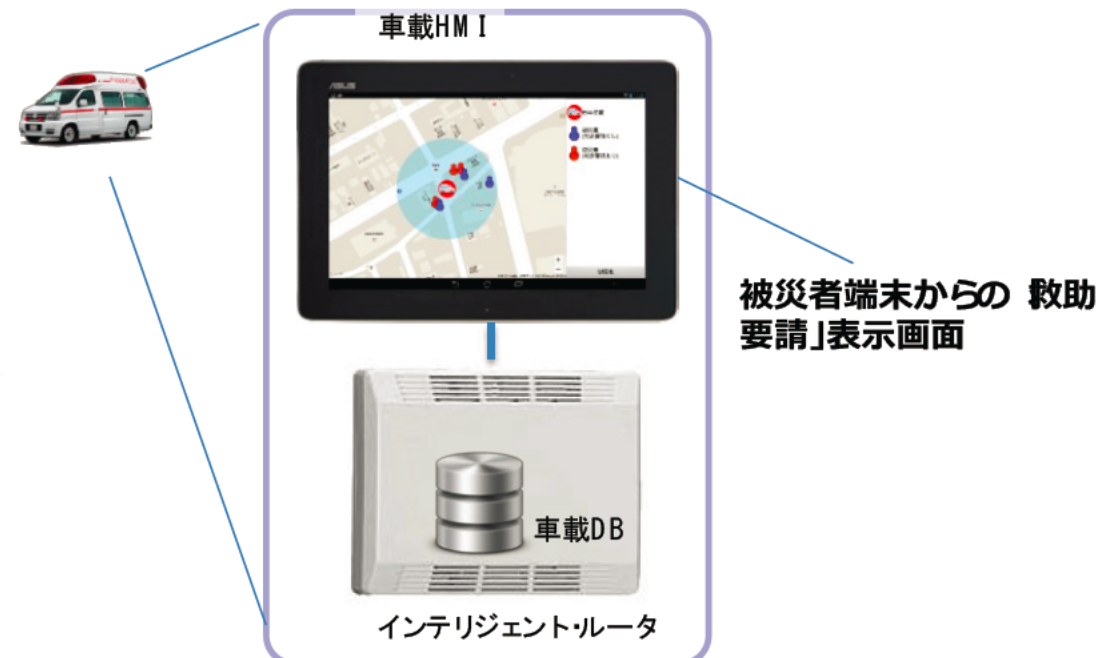 車載HMI
ASUS
被災者端末からの 救助
要請」表示画面
車載DB
インテリジェント・ルータ